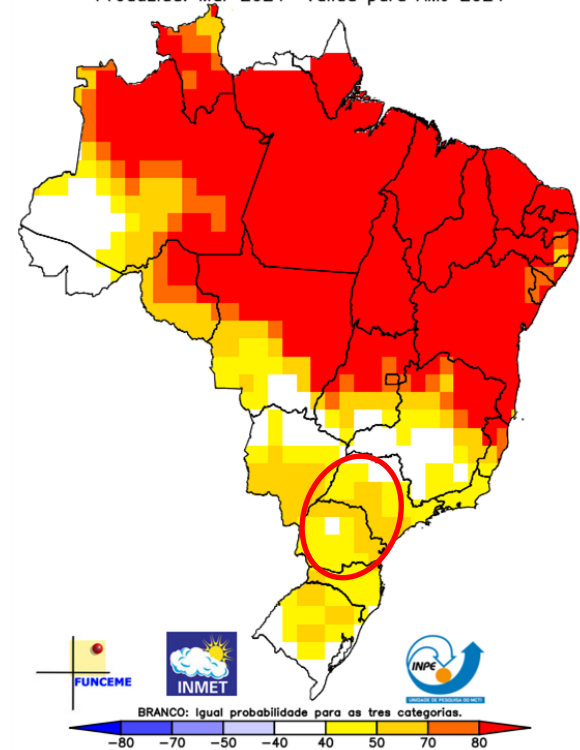 FUNCEME
INMET
INPE
UNIDADE DE PESQUISA DO MCTI
BRANCO: Igual probabilidade para as tres categorias.
-80 -70 -50 -40 40 50 70 80